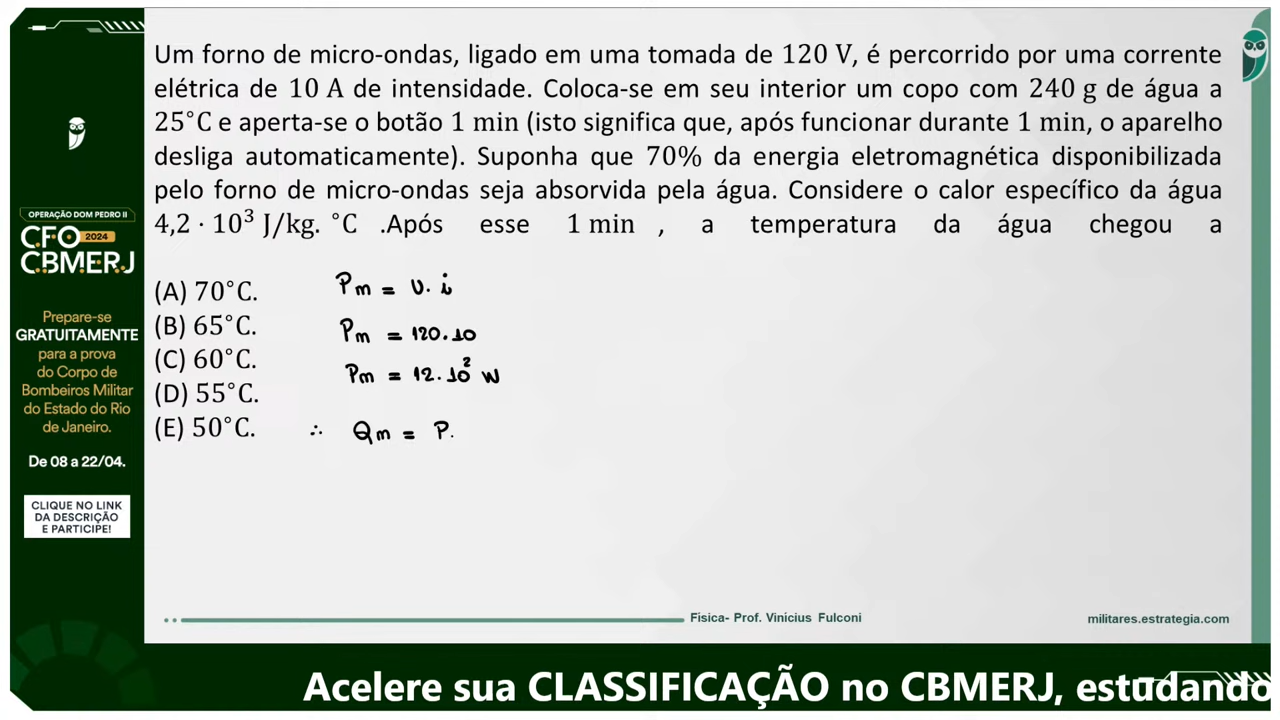 Um forno de micro-ondas, ligado em uma tomada de 120 V, é percorrido por uma corrente
elétrica de 10 A de intensidade. Coloca-se em seu interior um copo com 240 g de água a
25°C e aperta-se o botão 1 min (isto significa que, após funcionar durante 1 min, o aparelho
desliga automaticamente). Suponha que 70% da energia eletromagnética disponibilizada
pelo forno de micro-ondas seja absorvida pela água. Considere o calor específico da água
4,2 · 10³ J/kg. °C .Após esse 1 min , a temperatura da água chegou a
(A) 70°C.
(B) 65°C.
(C) 60°C.
(D) 55°C.
(E) 50°C.
Pm = U. i
Pm = 120.10
Pm = 12.10² W
∴ Qm = P.
OPERAÇÃO DOM PEDRO II
CFO 2024
CBMERJ
Prepare-se
GRATUITAMENTE
para a prova
do Corpo de
Bombeiros Militar
do Estado do Rio
de Janeiro.
De 08 a 22/04.
CLIQUE NO LINK
DA DESCRIÇÃO
E PARTICIPE!
Física- Prof. Vinícius Fulconi
militares.estrategia.com
Acelere sua CLASSIFICAÇÃO no CBMERJ, estudando